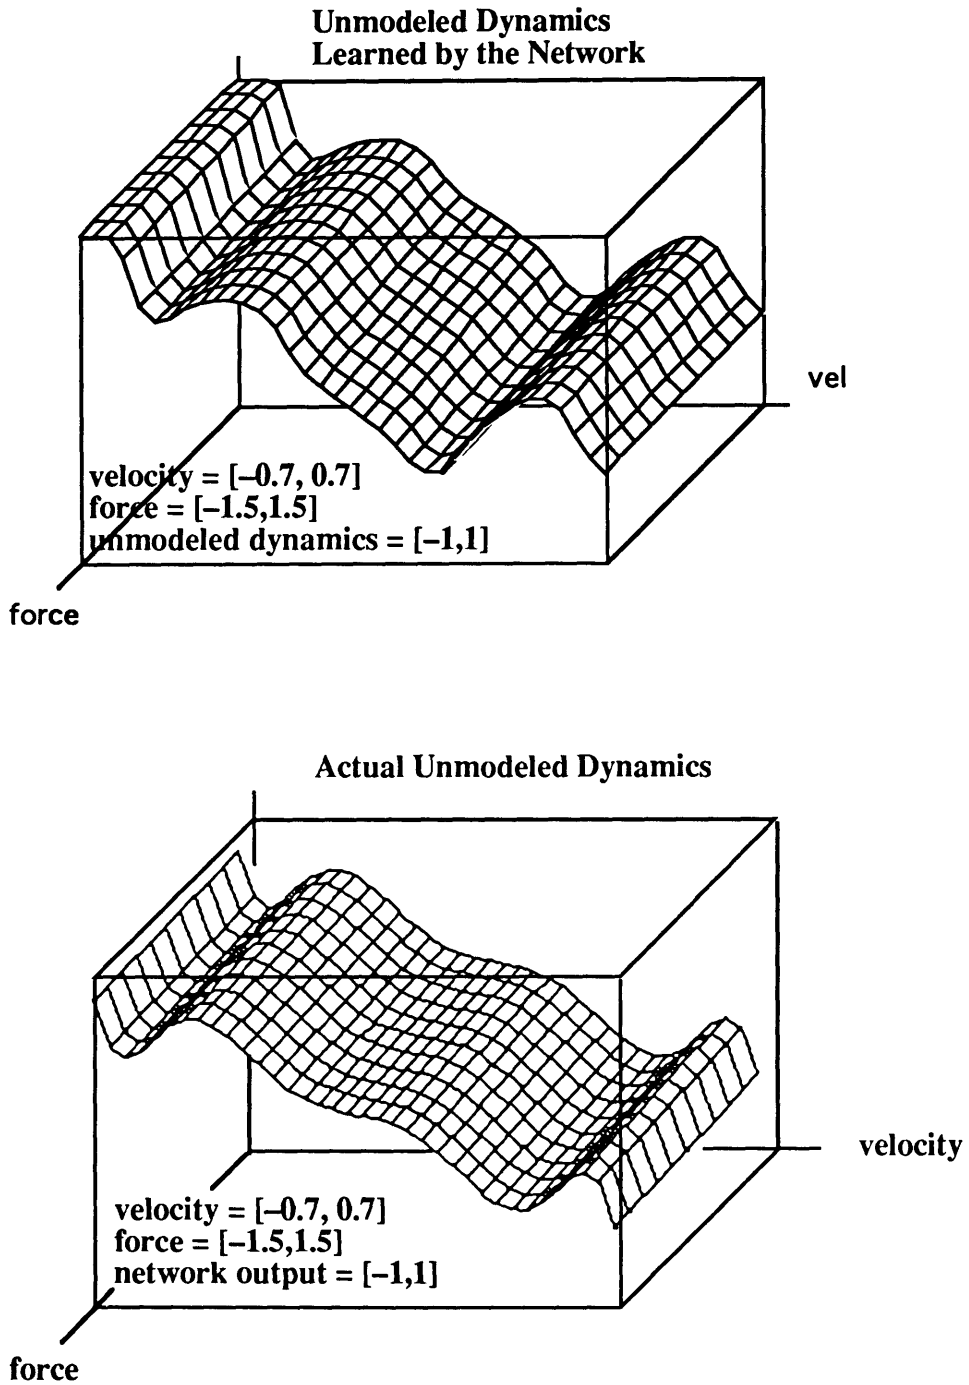 Unmodeled Dynamics
Learned by the Network
vel
velocity = [–0.7, 0.7]
force = [–1.5,1.5]
unmodeled dynamics = [–1,1]
force
Actual Unmodeled Dynamics
velocity
velocity = [–0.7, 0.7]
force = [–1.5,1.5]
network output = [–1,1]
force